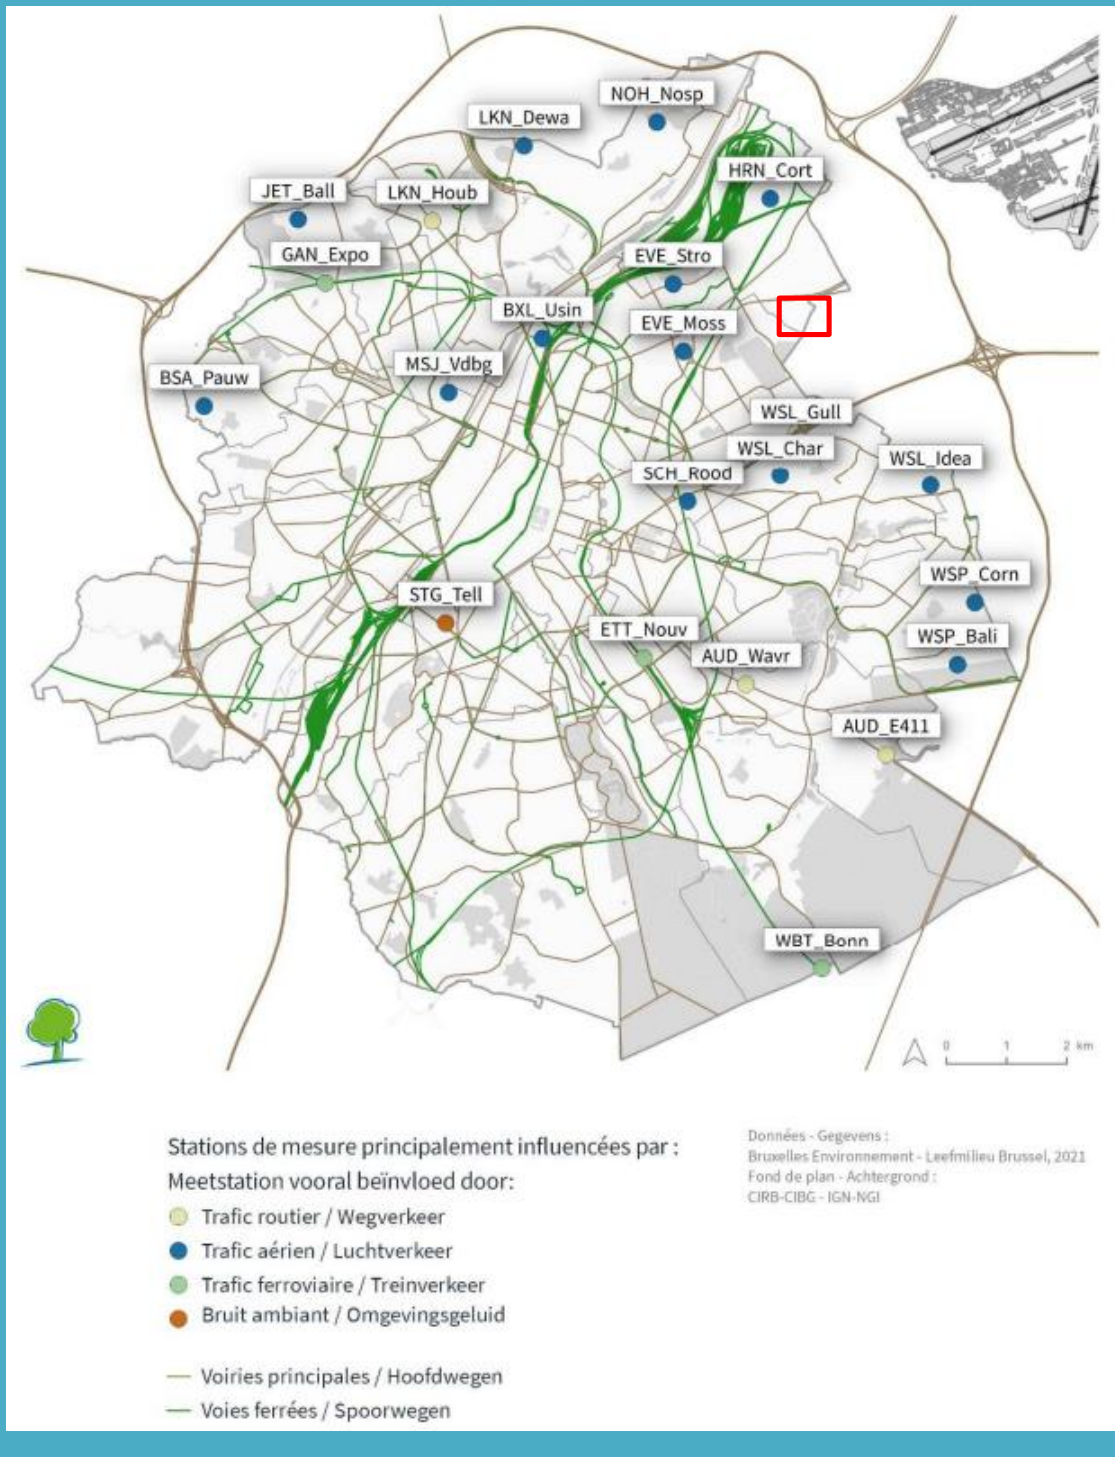 NOH_Nosp
LKN_Dewa
HRN_Cort
JET_Ball
LKN_Houb
GAN_Expo
EVE_Stro
BXL_Usin
EVE_Moss
MSJ_Vdbg
BSA_Pauw
WSL_Gull
WSL_Char
WSL_Idea
SCH_Rood
WSP_Corn
STG_Tell
ETT_Nouv
WSP_Bali
AUD_Wavr
AUD_E411
WBT_Bonn
0 1 2 km
Stations de mesure principalement influencées par :
Meetstation vooral beïnvloed door:
Trafic routier / Wegverkeer
Trafic aérien / Luchtverkeer
Trafic ferroviaire / Treinverkeer
Bruit ambiant / Omgevingsgeluid
Voiries principales / Hoofdwegen
Voies ferrées / Spoorwegen
Données - Gegevens :
Bruxelles Environnement - Leefmilieu Brussel, 2021
Fond de plan - Achtergrond :
CIRB-CIBG - IGN-NGI